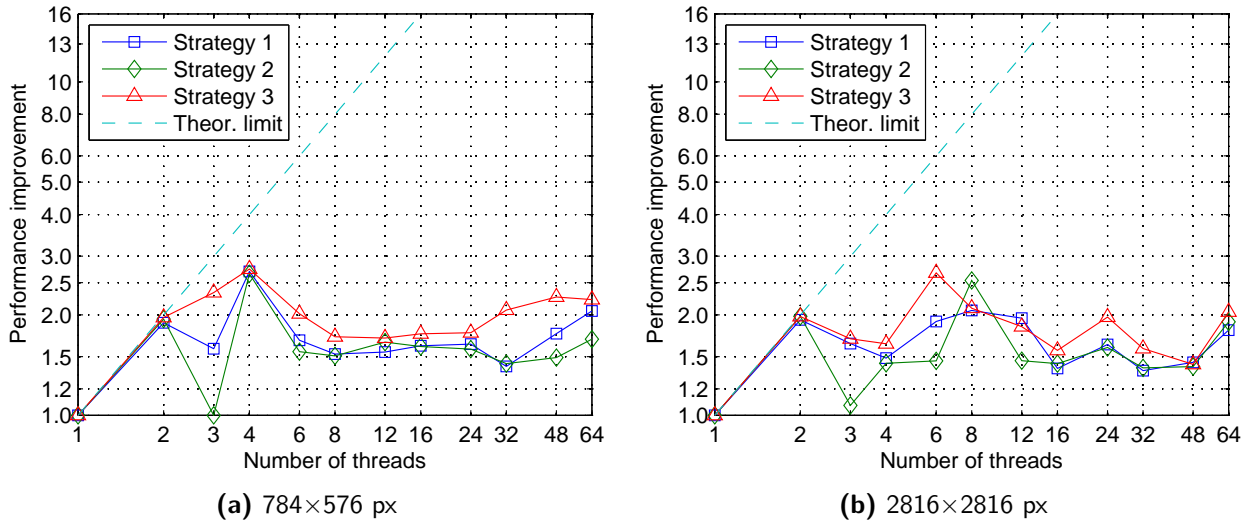 Performance improvement
16
13
10
8.0
6.0
5.0
4.0
3.0
2.5
2.0
1.5
1.2
1.0
Strategy 1
Strategy 2
Strategy 3
Theor. limit
1 2 3 4 6 8 12 16 24 32 48 64
Number of threads
(a) 784×576 px
Performance improvement
16
13
10
8.0
6.0
5.0
4.0
3.0
2.5
2.0
1.5
1.2
1.0
Strategy 1
Strategy 2
Strategy 3
Theor. limit
1 2 3 4 6 8 12 16 24 32 48 64
Number of threads
(b) 2816×2816 px